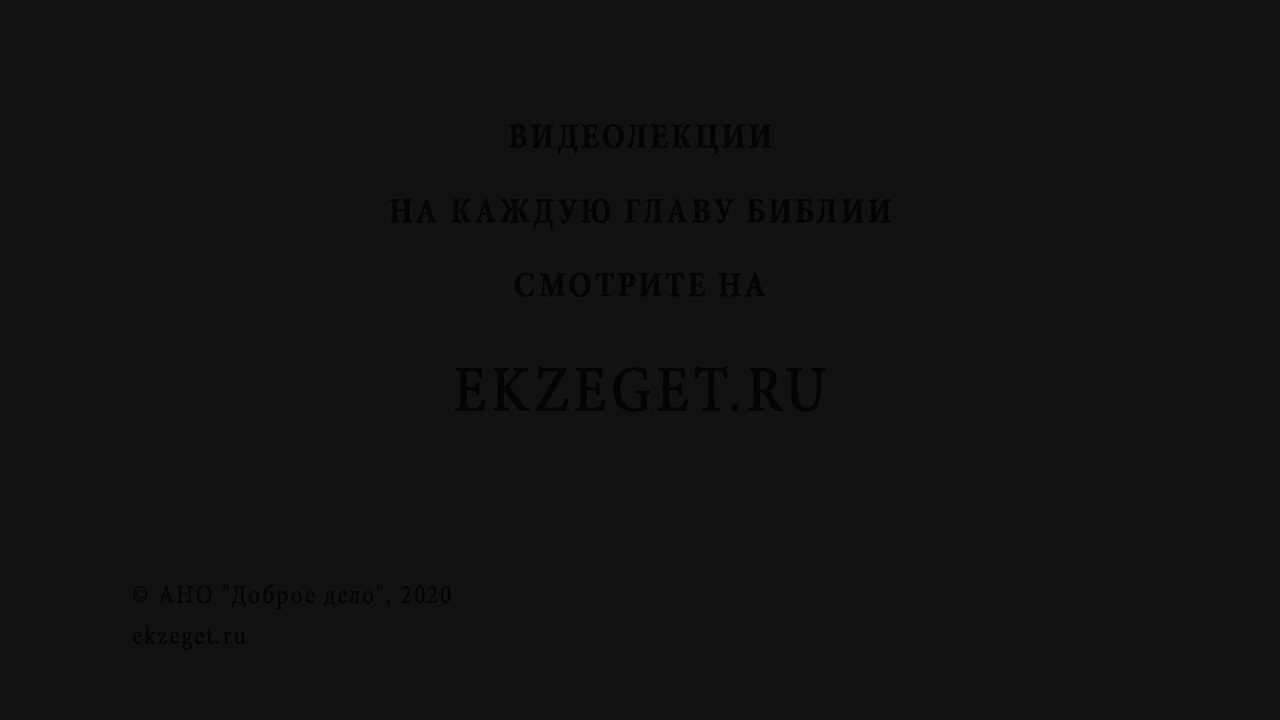 ВИДЕОЛЕКЦИИ
НА КАЖДУЮ ГЛАВУ БИБЛИИ
СМОТРИТЕ НА
EKZEGET.RU
© АНО "Доброе дело", 2020
ekzeget.ru